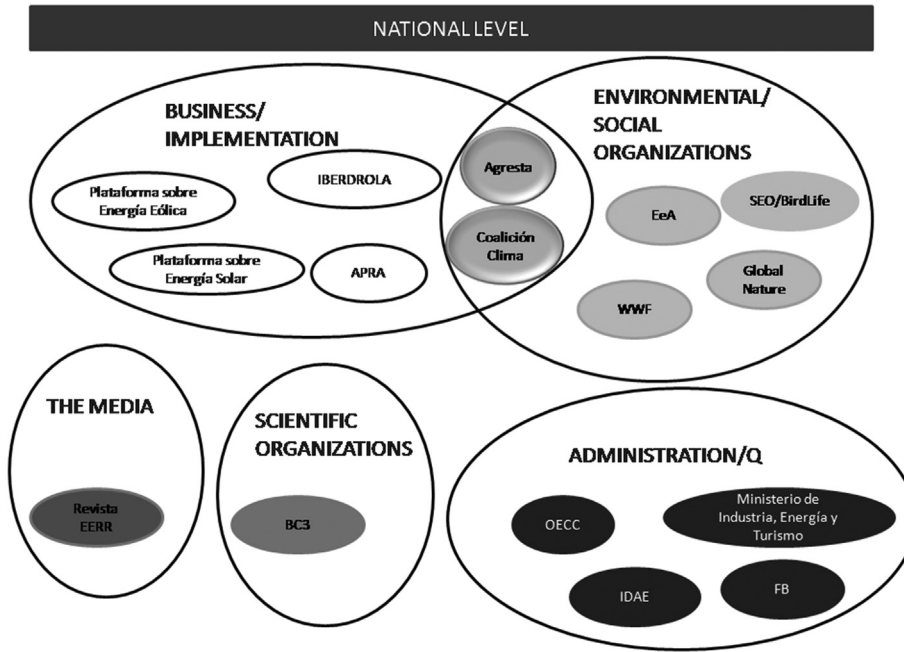 NATIONAL LEVEL
BUSINESS/
IMPLEMENTATION
Plataforma sobre
Energía Eólica
IBERDROLA
Plataforma sobre
Energía Solar
APRA
Agresta
Coalición
Clima
ENVIRONMENTAL/
SOCIAL
ORGANIZATIONS
EeA
SEO/BirdLife
Global
Nature
WWF
THE MEDIA
Revista
EERR
SCIENTIFIC
ORGANIZATIONS
BC3
ADMINISTRATION/Q
OECC
Ministerio de
Industria, Energía y
Turismo
IDAE
FB